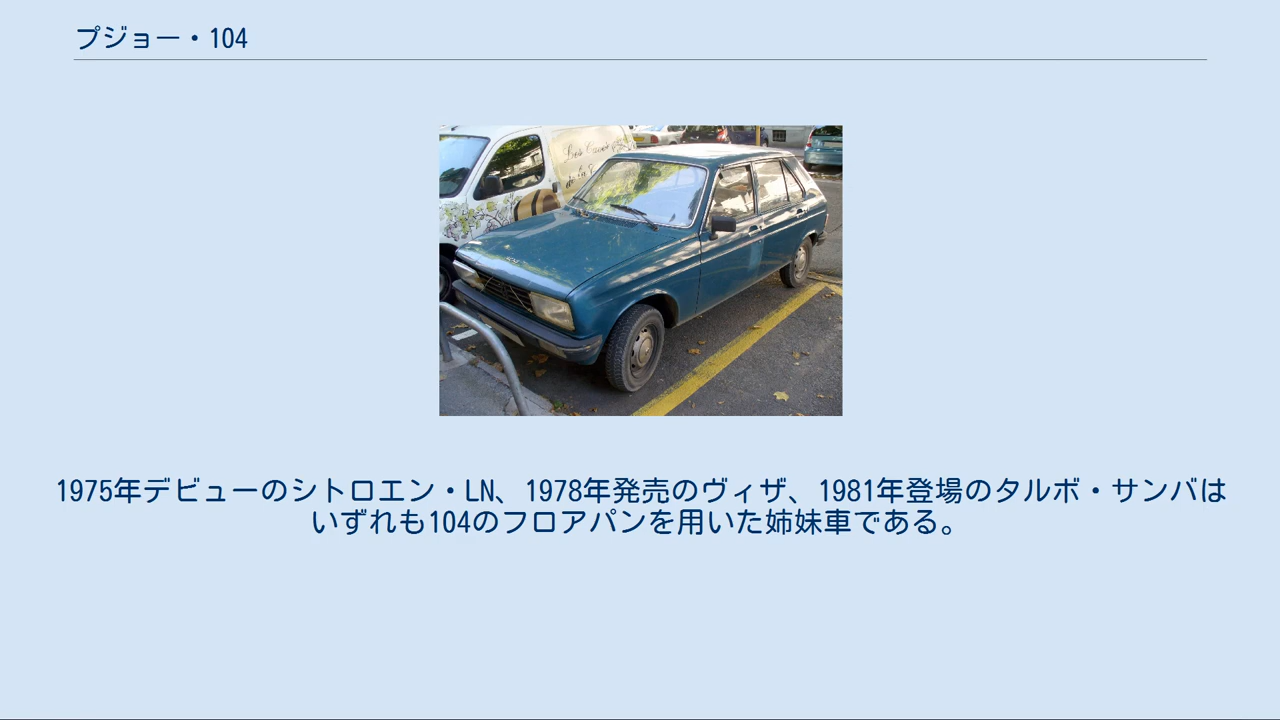 プジョー・104
1975年デビューのシトロエン・LN、1978年発売のヴィザ、1981年登場のタルボ・サンバは
いずれも104のフロアパンを用いた姉妹車である。